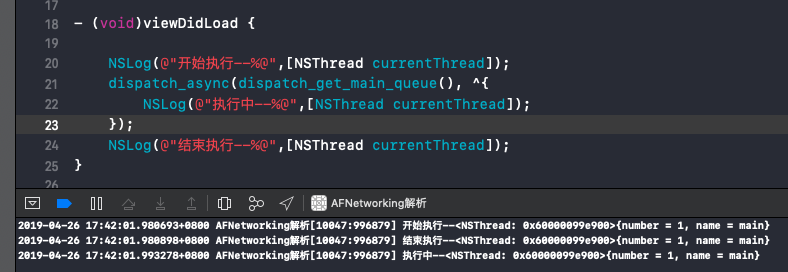 17
18 - (void)viewDidLoad {
19
20 NSLog(@"开始执行--%@",[NSThread currentThread]);
21 dispatch_async(dispatch_get_main_queue(), ^{
22 NSLog(@"执行中--%@",[NSThread currentThread]);
23 });
24 NSLog(@"结束执行--%@",[NSThread currentThread]);
25 }
26
AFNetworking解析
2019-04-26 17:42:01.980693+0800 AFNetworking解析[10047:996879] 开始执行--<NSThread: 0x60000099e900>{number = 1, name = main}
2019-04-26 17:42:01.980898+0800 AFNetworking解析[10047:996879] 结束执行--<NSThread: 0x60000099e900>{number = 1, name = main}
2019-04-26 17:42:01.993278+0800 AFNetworking解析[10047:996879] 执行中--<NSThread: 0x60000099e900>{number = 1, name = main}